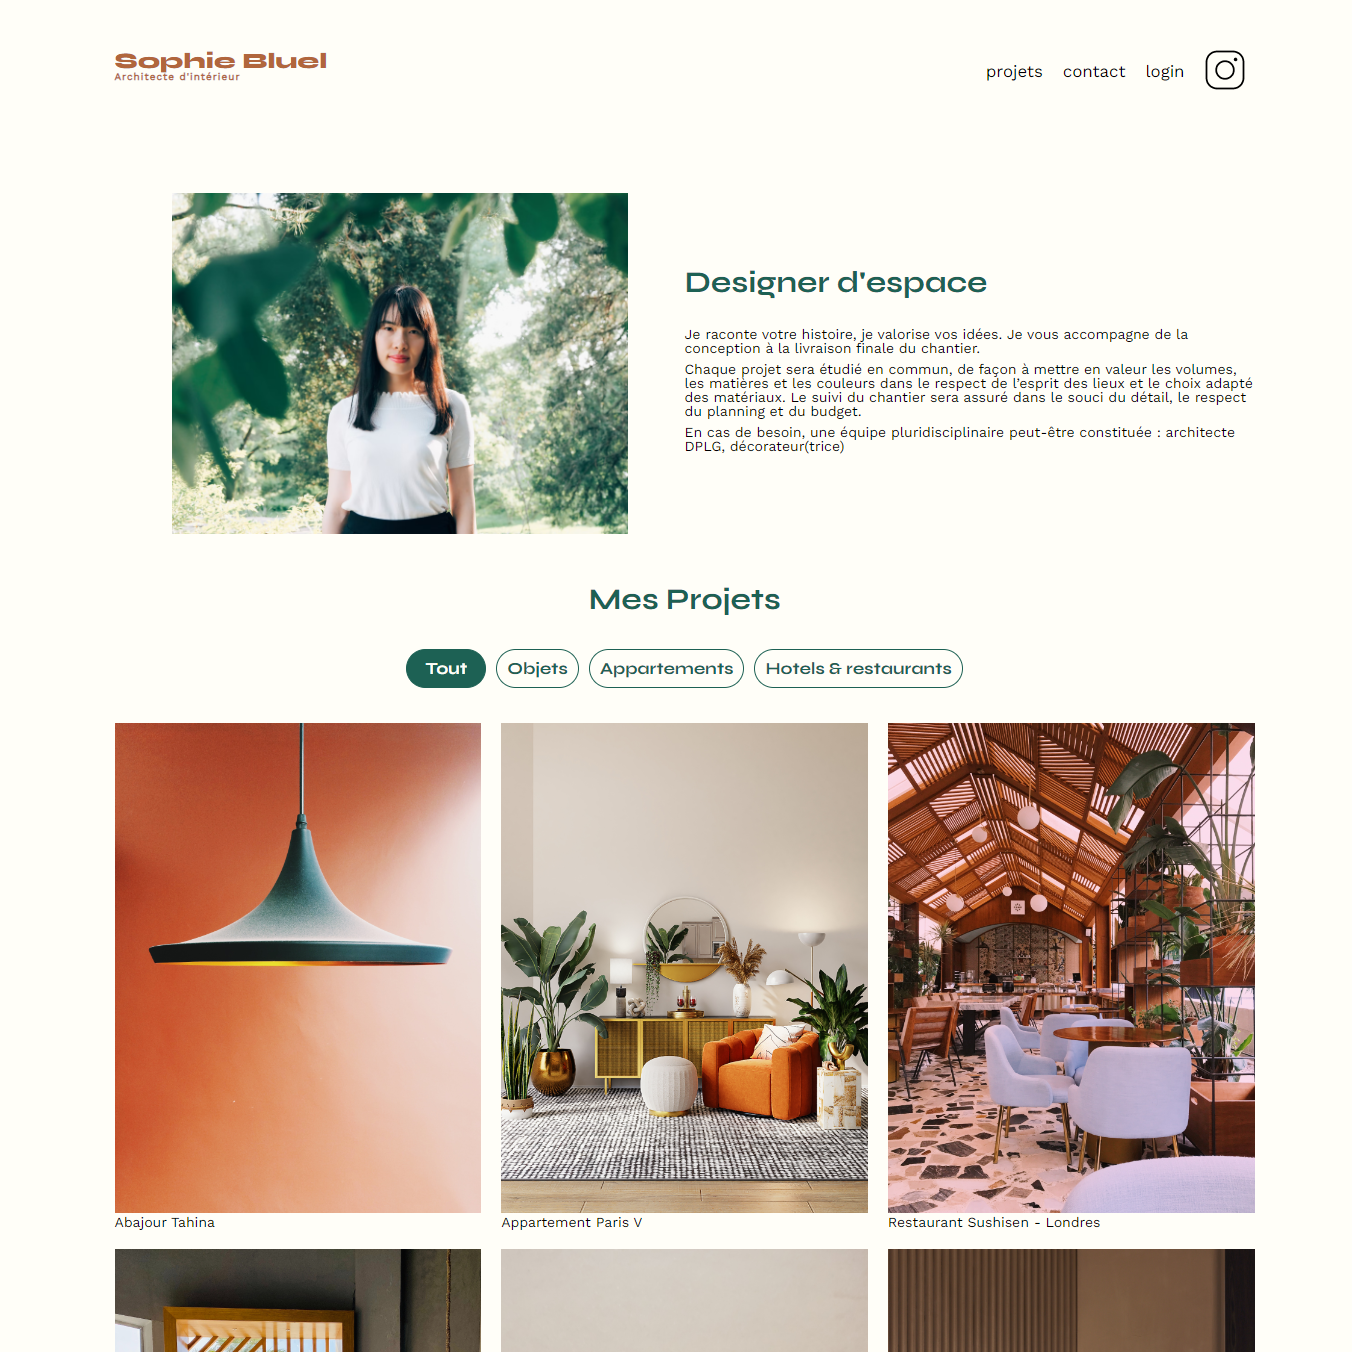 Sophie Bluel
Architecte d'intérieur
projets contact login
Designer d'espace
Je raconte votre histoire, je valorise vos idées. Je vous accompagne de la
conception à la livraison finale du chantier.
Chaque projet sera étudié en commun, de façon à mettre en valeur les volumes,
les matières et les couleurs dans le respect de l’esprit des lieux et le choix adapté
des matériaux. Le suivi du chantier sera assuré dans le souci du détail, le respect
du planning et du budget.
En cas de besoin, une équipe pluridisciplinaire peut-être constituée : architecte
DPLG, décorateur(trice)
Mes Projets
Tout Objets Appartements Hotels & restaurants
Abajour Tahina
Appartement Paris V
Restaurant Sushisen - Londres